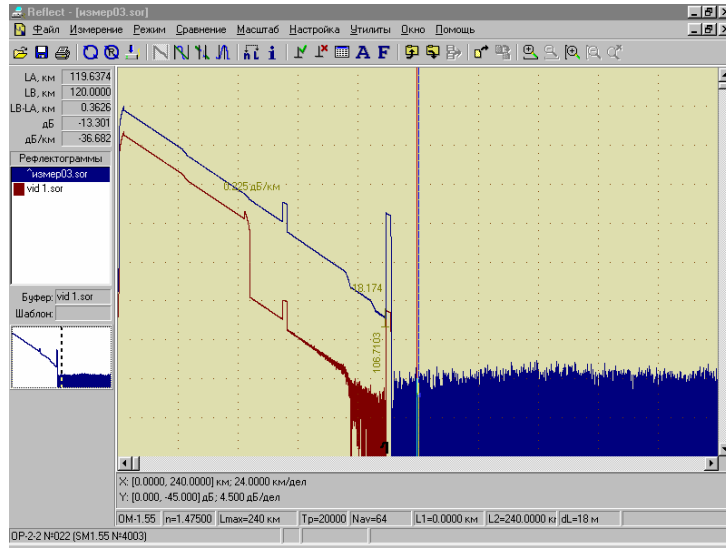 Reflect - [измер03.sor]
Файл Измерение Режим Сравнение Масштаб Настройка Утилиты Окно Помощь
LA, км 119.6374
LB, км 120.0000
LB-LA, км 0.3626
дБ -13.301
дБ/км -36.682
Рефлектограммы
^измер03.sor
vid 1.sor
Буфер: vid 1.sor
Шаблон:
0.225 дБ/км
18.174
106.7103
X: [0.0000, 240.0000] км; 24.0000 км/дел
Y: [0.000, -45.000] дБ; 4.500 дБ/дел
OM-1.55 n=1.47500 Lmax=240 км Tp=20000 Nav=64 L1=0.0000 км L2=240.0000 кг dL=18 м
OP-2-2 №022 (SM1.55 №4003)